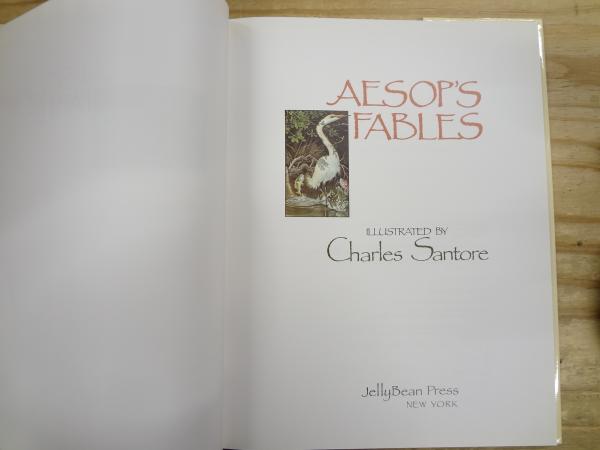 AESOP'S
FABLES
ILLUSTRATED BY
Charles Santore
JellyBean Press
NEW YORK